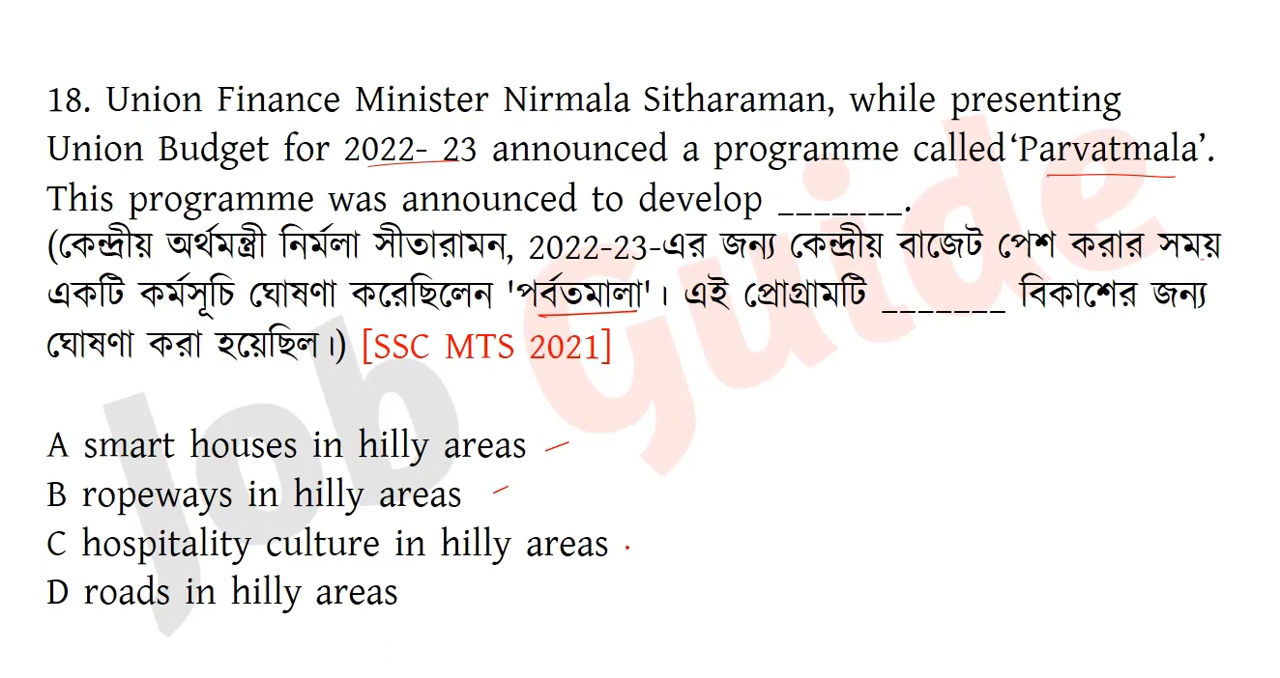 18. Union Finance Minister Nirmala Sitharaman, while presenting
Union Budget for 2022- 23 announced a programme called ‘Parvatmala’.
This programme was announced to develop _______.
(কেন্দ্রীয় অর্থমন্ত্রী নির্মলা সীতারামন, 2022-23-এর জন্য কেন্দ্রীয় বাজেট পেশ করার সময়
একটি কর্মসূচি ঘোষণা করেছিলেন 'পর্বতমালা'। এই প্রোগ্রামটি _______ বিকাশের জন্য
ঘোষণা করা হয়েছিল।) [SSC MTS 2021]
A smart houses in hilly areas
B ropeways in hilly areas
C hospitality culture in hilly areas
D roads in hilly areas
Job Guide